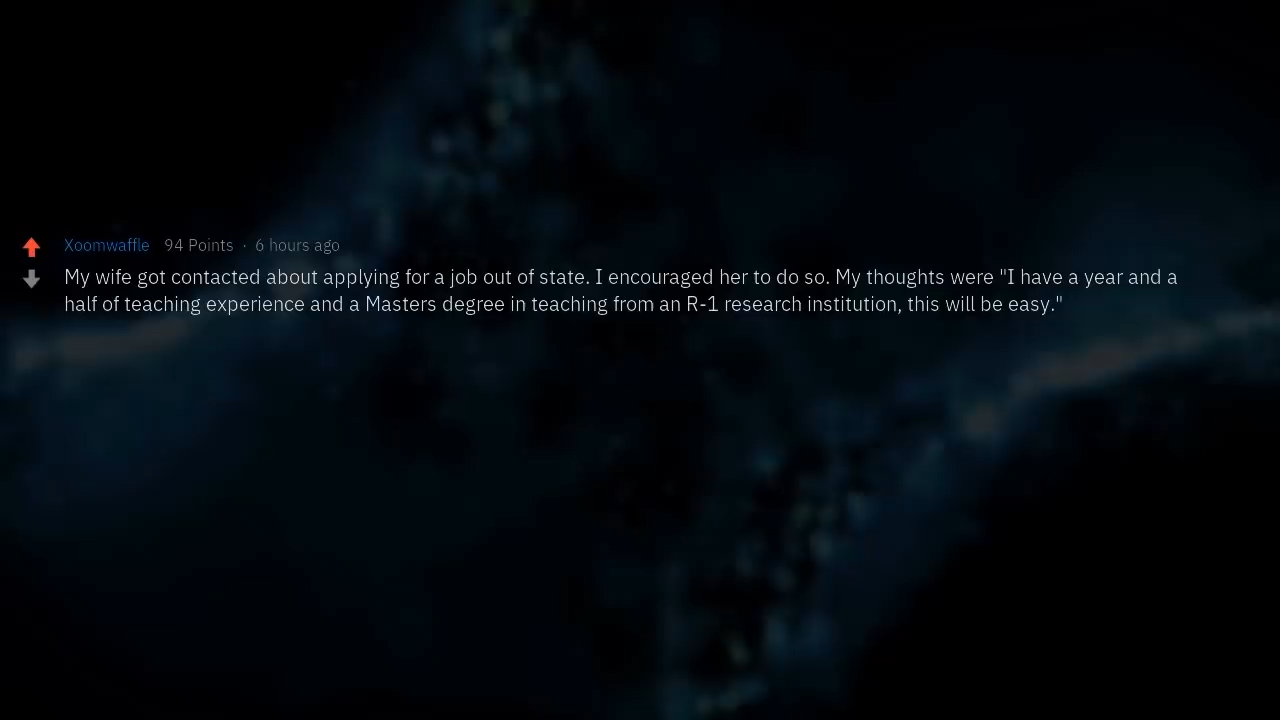 Xoomwaffle 94 Points · 6 hours ago
My wife got contacted about applying for a job out of state. I encouraged her to do so. My thoughts were "I have a year and a
half of teaching experience and a Masters degree in teaching from an R-1 research institution, this will be easy."